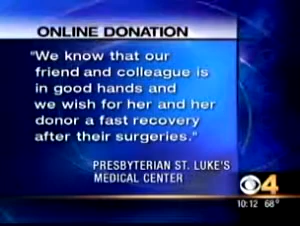 ONLINE DONATION
"We know that our
friend and colleague is
in good hands and
we wish for her and her
donor a fast recovery
after their surgeries."
PRESBYTERIAN ST. LUKE'S
MEDICAL CENTER
4
10:12 68°